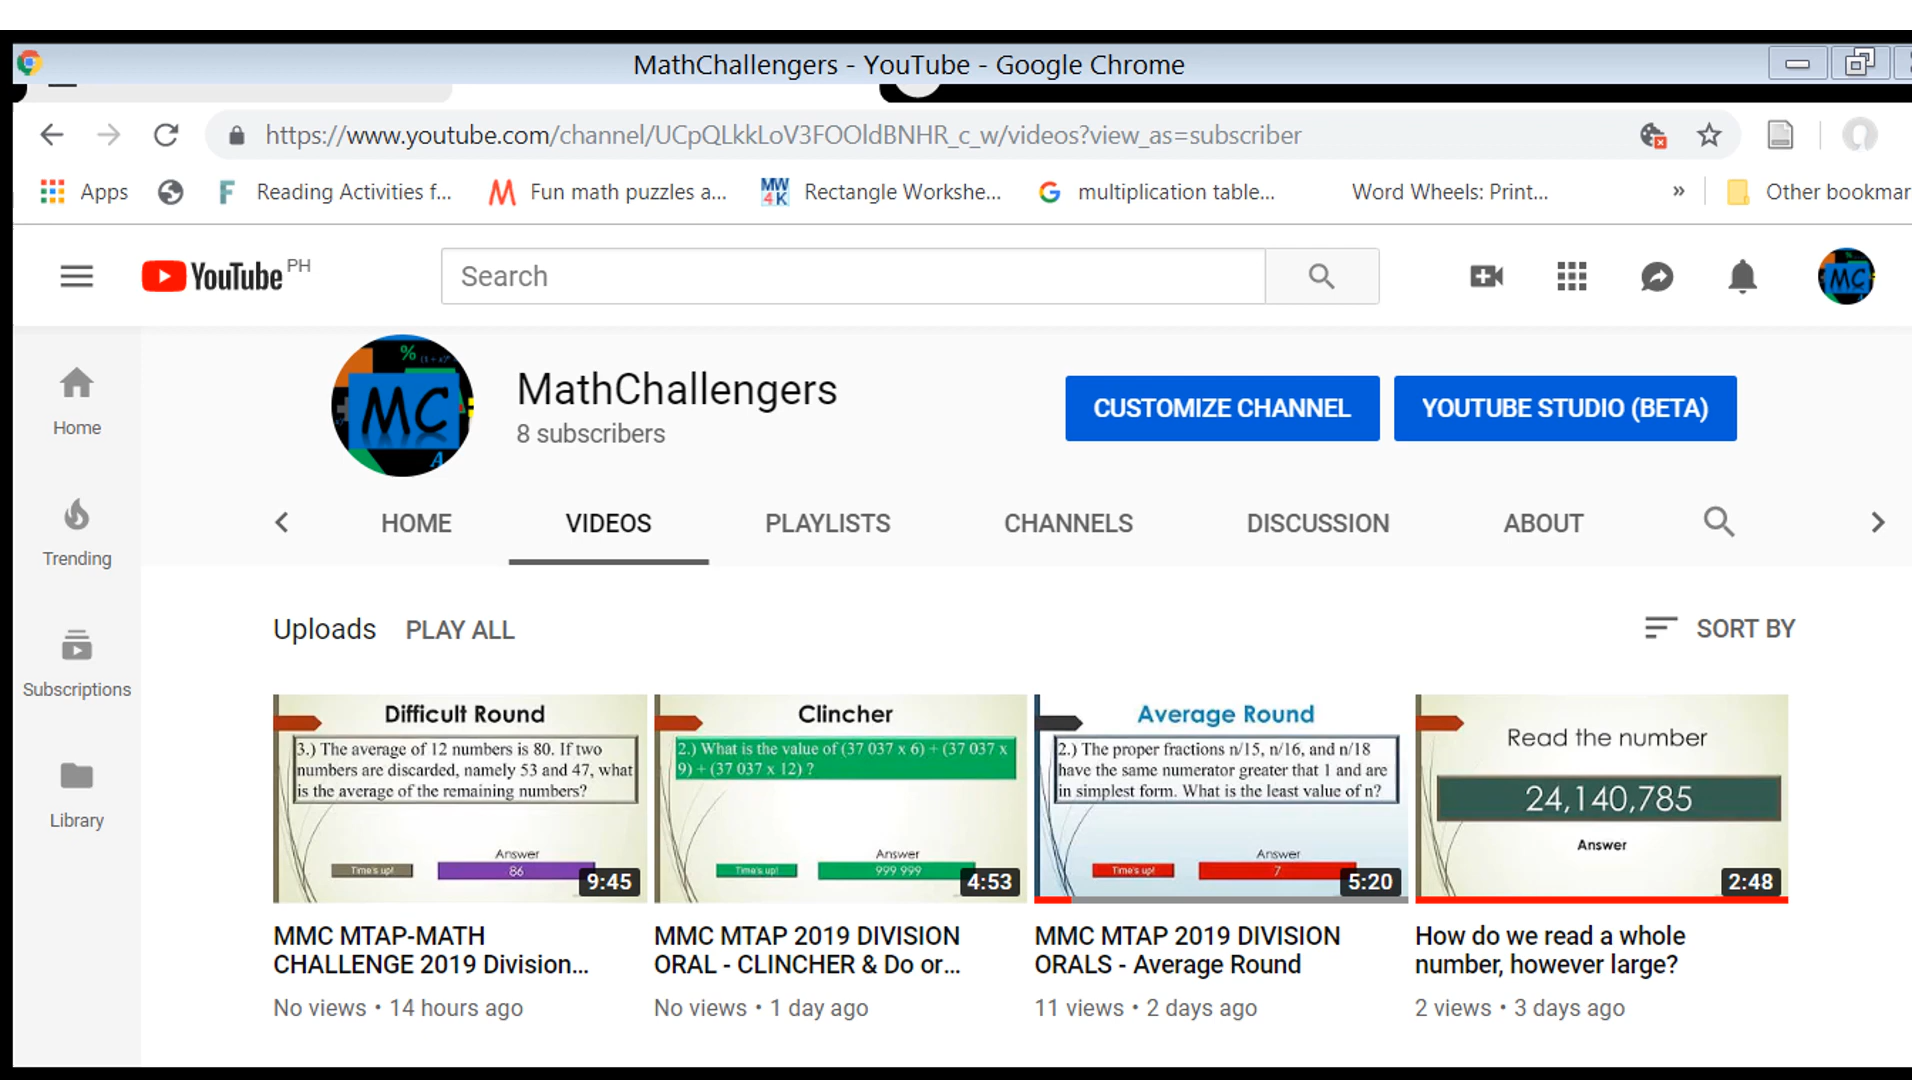 MathChallengers - YouTube - Google Chrome
https://www.youtube.com/channel/UCpQLkkLoV3FOOldBNHR_c_w/videos?view_as=subscriber
Apps Reading Activities f... Fun math puzzles a... MW 4K Rectangle Workshe... multiplication table... Word Wheels: Print... » Other bookmar
YouTube PH Search MC
MC
MathChallengers
8 subscribers
CUSTOMIZE CHANNEL YOUTUBE STUDIO (BETA)
Home
Trending
Subscriptions
Library
HOME VIDEOS PLAYLISTS CHANNELS DISCUSSION ABOUT
Uploads PLAY ALL SORT BY
Difficult Round
3.) The average of 12 numbers is 80. If two
numbers are discarded, namely 53 and 47, what
is the average of the remaining numbers?
Answer
Time's up! 86
9:45
MMC MTAP-MATH
CHALLENGE 2019 Division...
No views • 14 hours ago
Clincher
2.) What is the value of (37 037 x 6) + (37 037 x
9) + (37 037 x 12) ?
Answer
Time's up! 999 999
4:53
MMC MTAP 2019 DIVISION
ORAL - CLINCHER & Do or...
No views • 1 day ago
Average Round
2.) The proper fractions n/15, n/16, and n/18
have the same numerator greater that 1 and are
in simplest form. What is the least value of n?
Answer
Time's up! 7
5:20
MMC MTAP 2019 DIVISION
ORALS - Average Round
11 views • 2 days ago
Read the number
24,140,785
Answer
2:48
How do we read a whole
number, however large?
2 views • 3 days ago